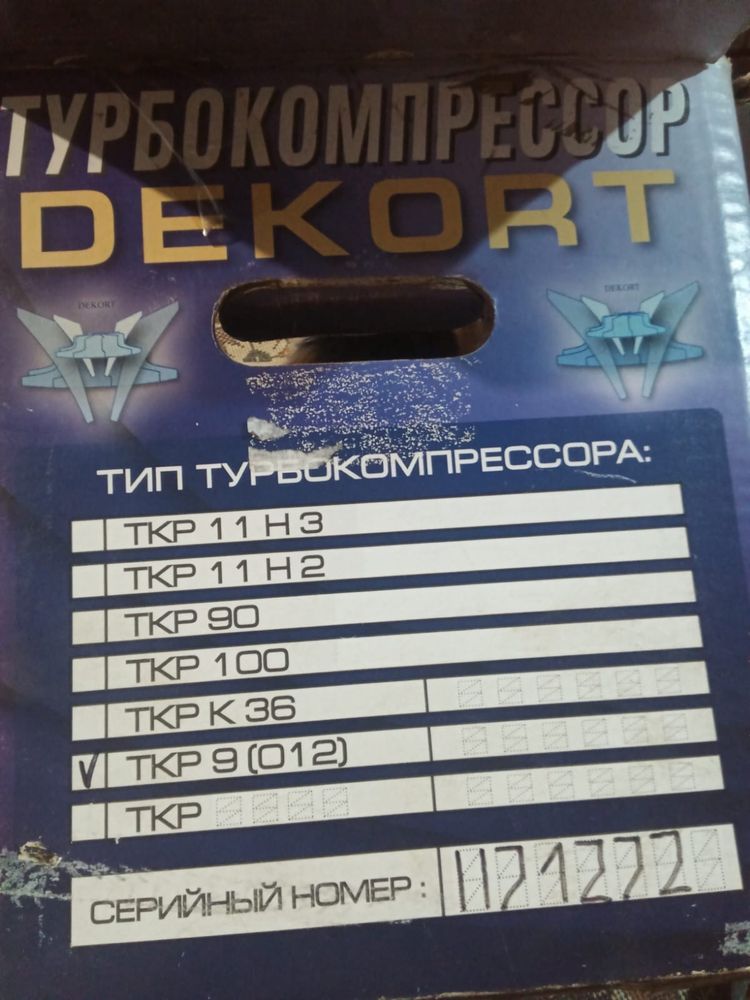 ТУРБОКОМПРЕССОР
DEKORT
DEKORT
DEKORT
ТИП ТУРБОКОМПРЕССОРА:
ТКР 11 Н 3
ТКР 11 Н 2
ТКР 90
ТКР 100
ТКР К 36
V ТКР 9 (012)
ТКР
СЕРИЙНЫЙ НОМЕР : 1171272